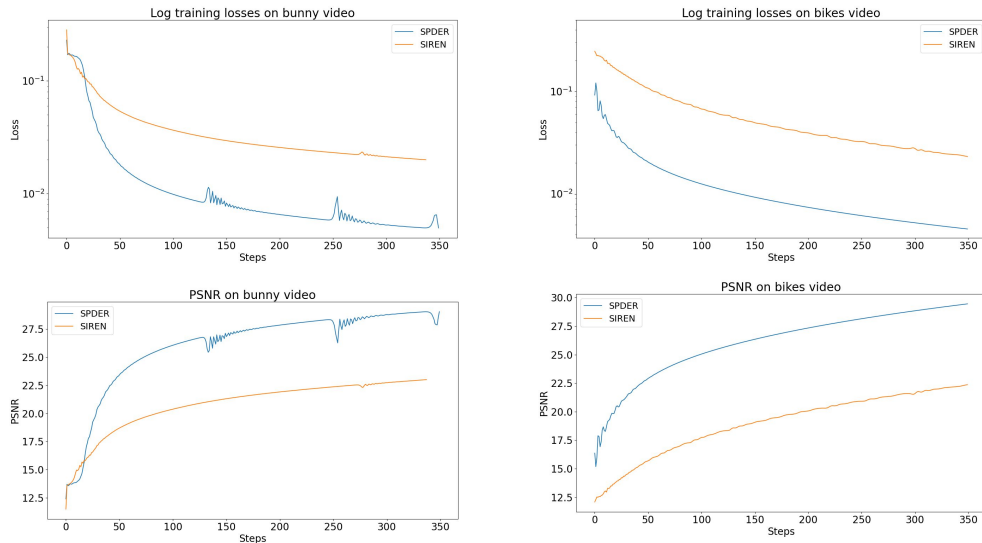 Log training losses on bunny video
SPDER
SIREN
10⁻¹
10⁻²
Loss
0 50 100 150 200 250 300 350
Steps
Log training losses on bikes video
SPDER
SIREN
10⁻¹
10⁻²
Loss
0 50 100 150 200 250 300 350
Steps
PSNR on bunny video
SPDER
SIREN
27.5
25.0
22.5
20.0
17.5
15.0
12.5
PSNR
0 50 100 150 200 250 300 350
Steps
PSNR on bikes video
SPDER
SIREN
30.0
27.5
25.0
22.5
20.0
17.5
15.0
12.5
PSNR
0 50 100 150 200 250 300 350
Steps